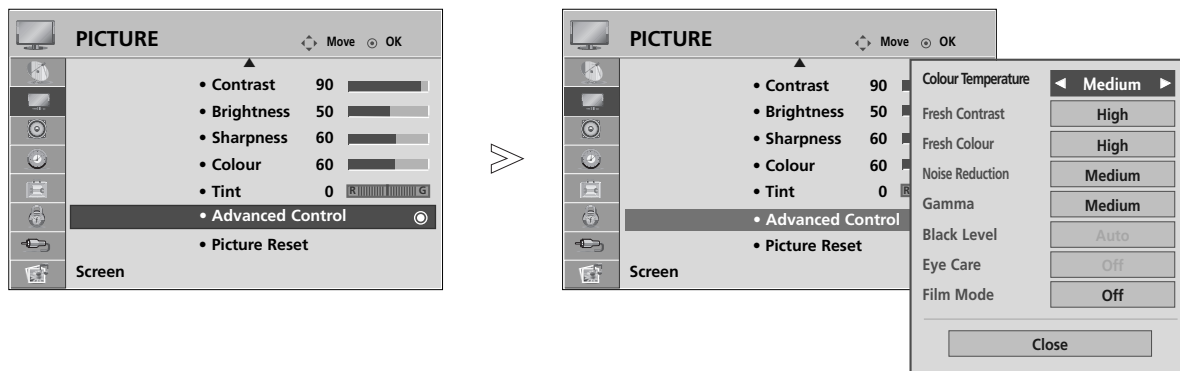 PICTURE
Move OK
• Contrast 90
• Brightness 50
• Sharpness 60
• Colour 60
• Tint 0 R G
• Advanced Control
• Picture Reset
Screen
PICTURE
Move OK
• Contrast 90
• Brightness 50
• Sharpness 60
• Colour 60
• Tint 0 R
• Advanced Control
• Picture Reset
Screen
Colour Temperature Medium
Fresh Contrast High
Fresh Colour High
Noise Reduction Medium
Gamma Medium
Black Level Auto
Eye Care Off
Film Mode Off
Close